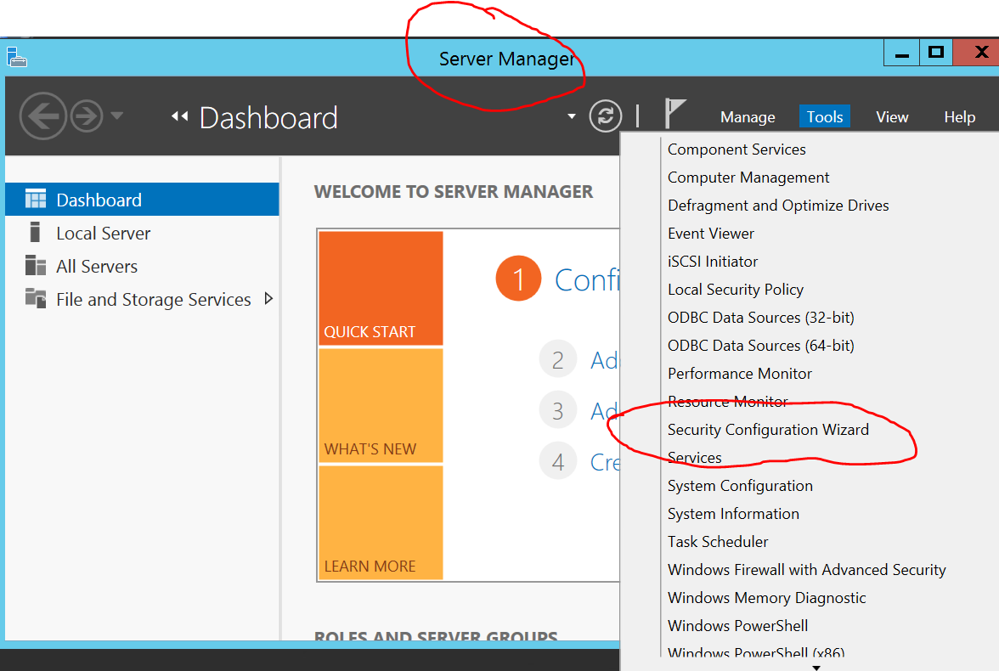 Server Manager
Dashboard
Manage Tools View Help
Dashboard
Local Server
All Servers
File and Storage Services
WELCOME TO SERVER MANAGER
QUICK START
WHAT'S NEW
LEARN MORE
1 Confi
2 Ad
3 Ad
4 Cre
ROLES AND SERVER GROUPS
Component Services
Computer Management
Defragment and Optimize Drives
Event Viewer
iSCSI Initiator
Local Security Policy
ODBC Data Sources (32-bit)
ODBC Data Sources (64-bit)
Performance Monitor
Resource Monitor
Security Configuration Wizard
Services
System Configuration
System Information
Task Scheduler
Windows Firewall with Advanced Security
Windows Memory Diagnostic
Windows PowerShell
Windows PowerShell (x86)